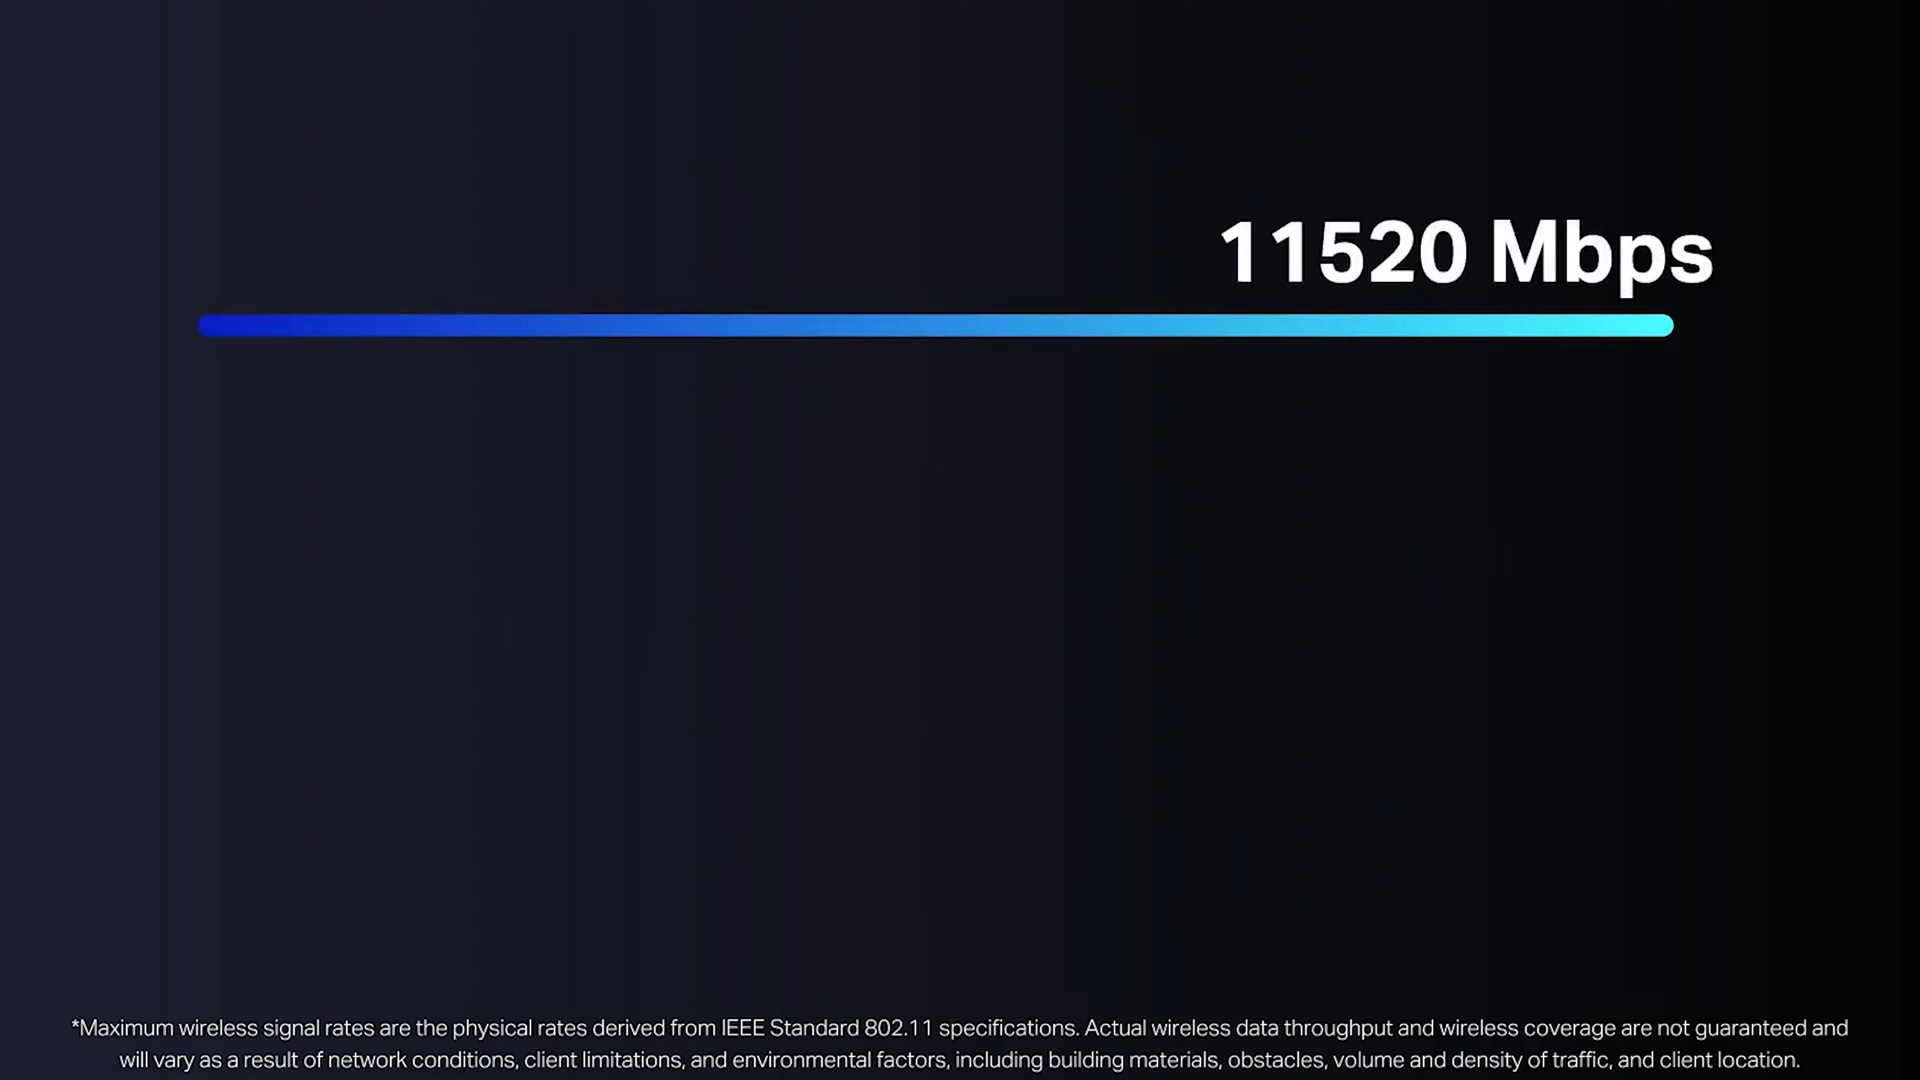 11520 Mbps
*Maximum wireless signal rates are the physical rates derived from IEEE Standard 802.11 specifications. Actual wireless data throughput and wireless coverage are not guaranteed and
will vary as a result of network conditions, client limitations, and environmental factors, including building materials, obstacles, volume and density of traffic, and client location.